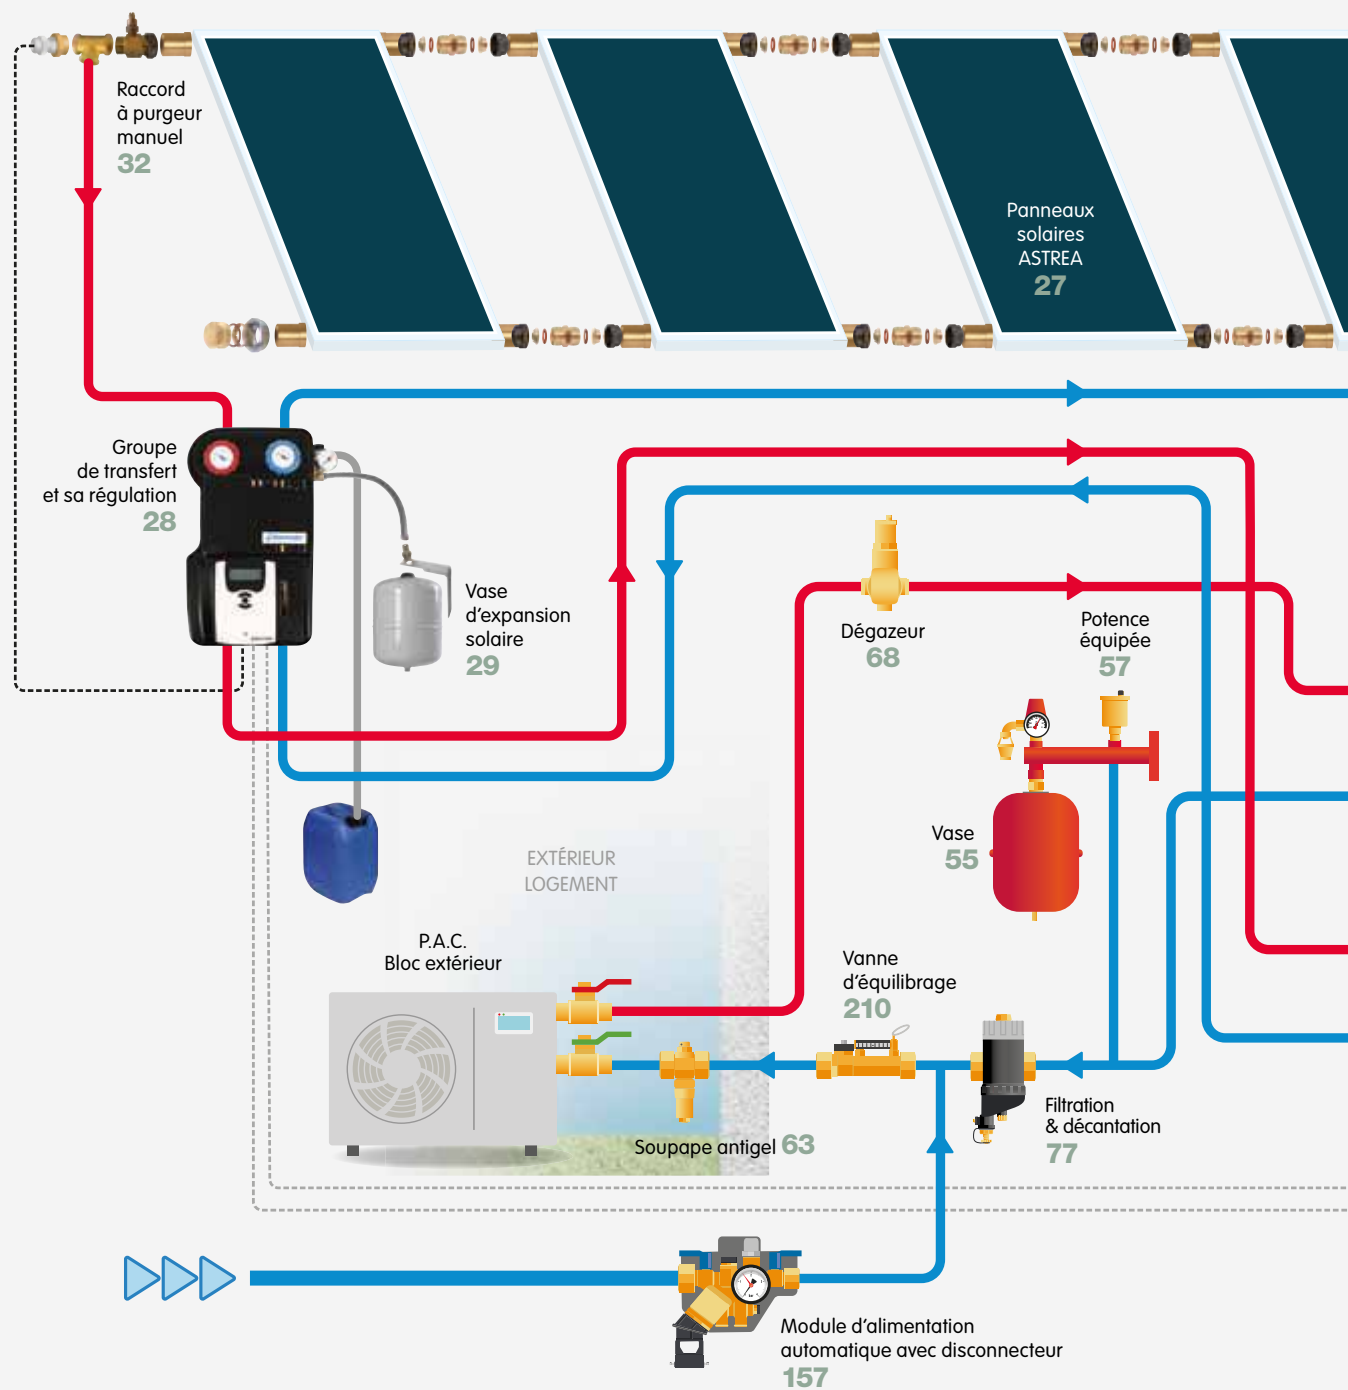 Raccord
à purgeur
manuel
32
Panneaux
solaires
ASTREA
27
Groupe
de transfert
et sa régulation
28
Vase
d'expansion
solaire
29
Dégazeur
68
Potence
équipée
57
Vase
55
EXTÉRIEUR
LOGEMENT
P.A.C.
Bloc extérieur
Vanne
d'équilibrage
210
Filtration
& décantation
77
Soupape antigel 63
Module d'alimentation
automatique avec disconnecteur
157